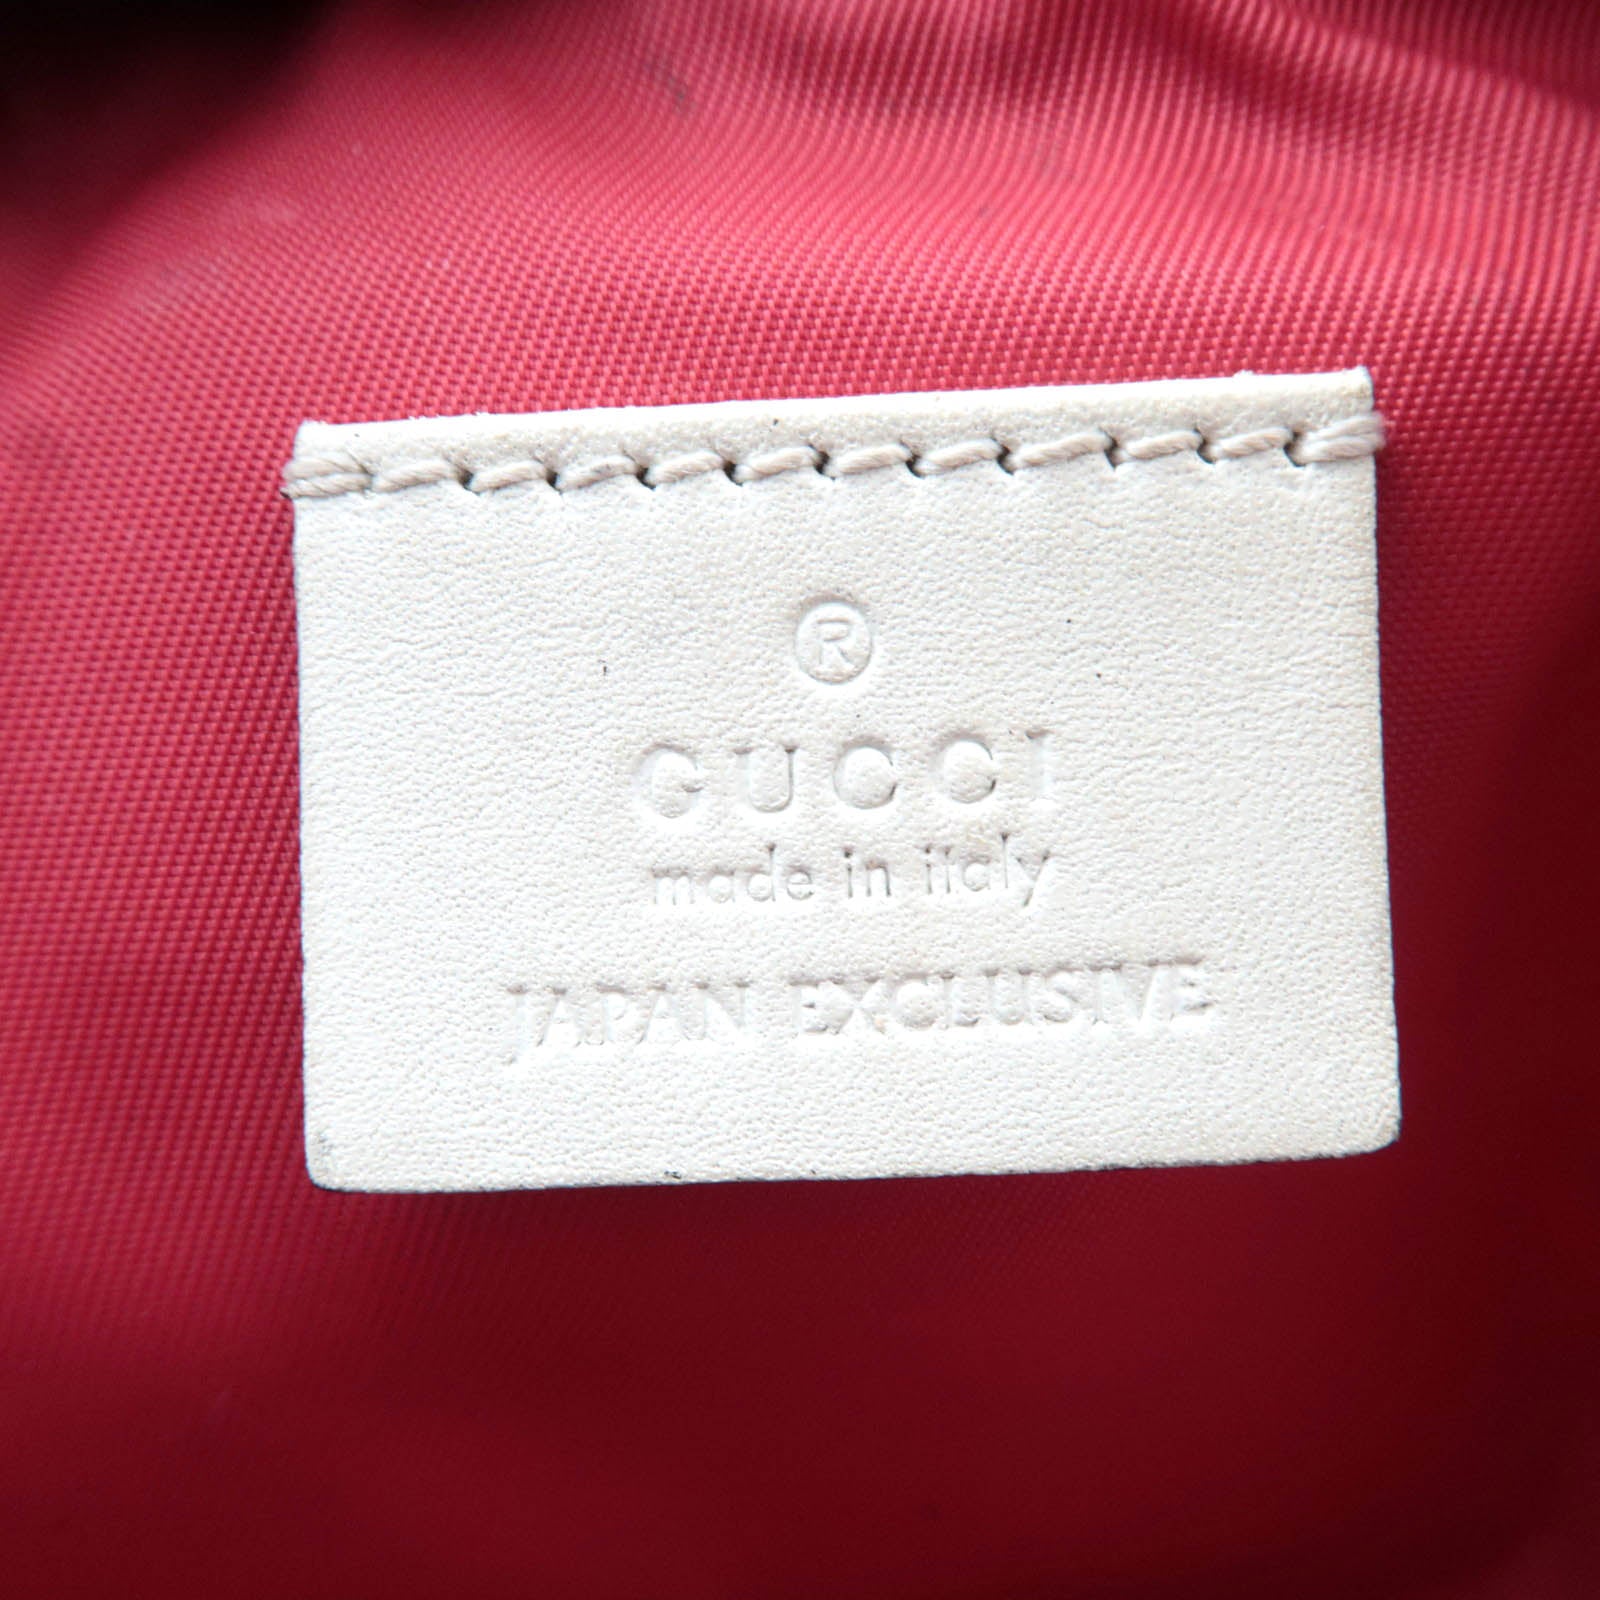 ®
GUCCI
made in italy
JAPAN EXCLUSIVE